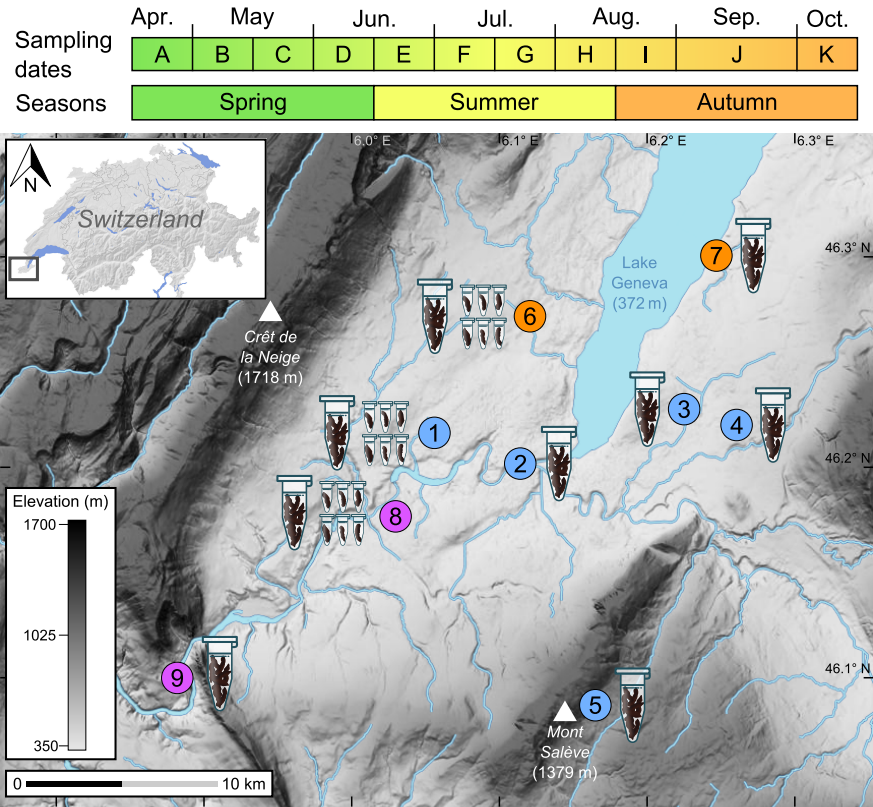 Apr. May Jun. Jul. Aug. Sep. Oct.
Sampling
dates
A B C D E F G H I J K
Seasons Spring Summer Autumn
6.0° E 6.1° E 6.2° E 6.3° E
N
Switzerland
46.3° N
7
Lake
Geneva
(372 m)
6
Crêt de
la Neige
(1718 m)
1
3
4
2
46.2° N
Elevation (m)
1700
1025
350
8
9
46.1° N
5
Mont
Salève
(1379 m)
0 10 km